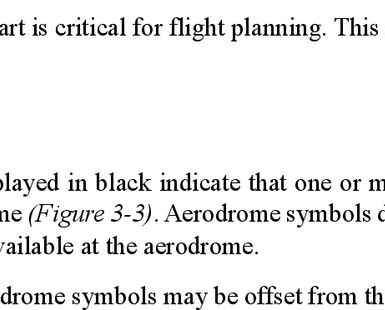 art is critical for flight planning. This
played in black indicate that one or m
me (Figure 3-3). Aerodrome symbols d
vailable at the aerodrome.
drome symbols may be offset from th